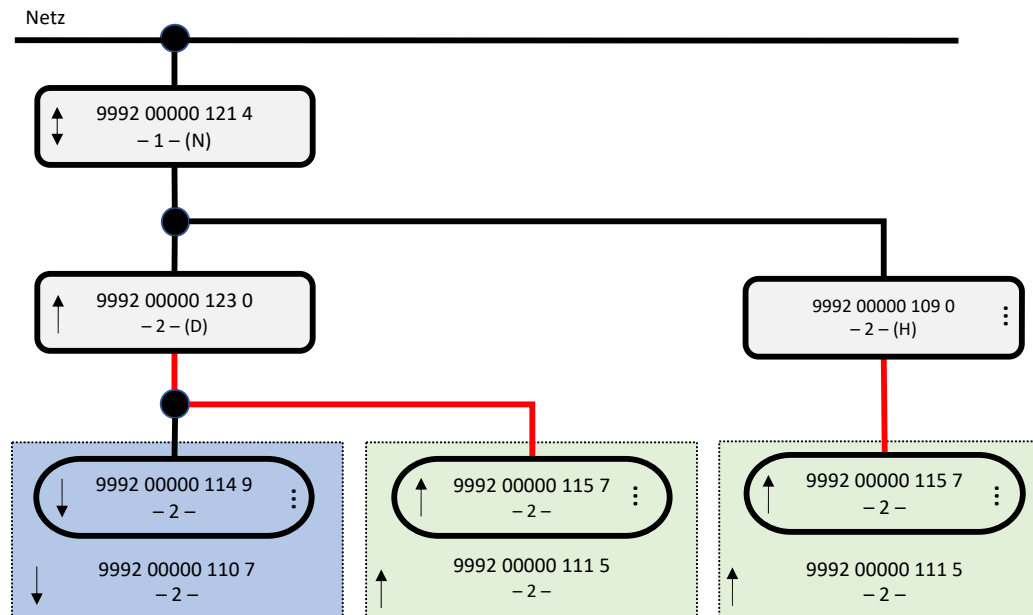 Netz
9992 00000 121 4
– 1 – (N)
9992 00000 123 0
– 2 – (D)
9992 00000 109 0
– 2 – (H)
9992 00000 114 9
– 2 –
9992 00000 115 7
– 2 –
9992 00000 115 7
– 2 –
9992 00000 110 7
– 2 –
9992 00000 111 5
– 2 –
9992 00000 111 5
– 2 –